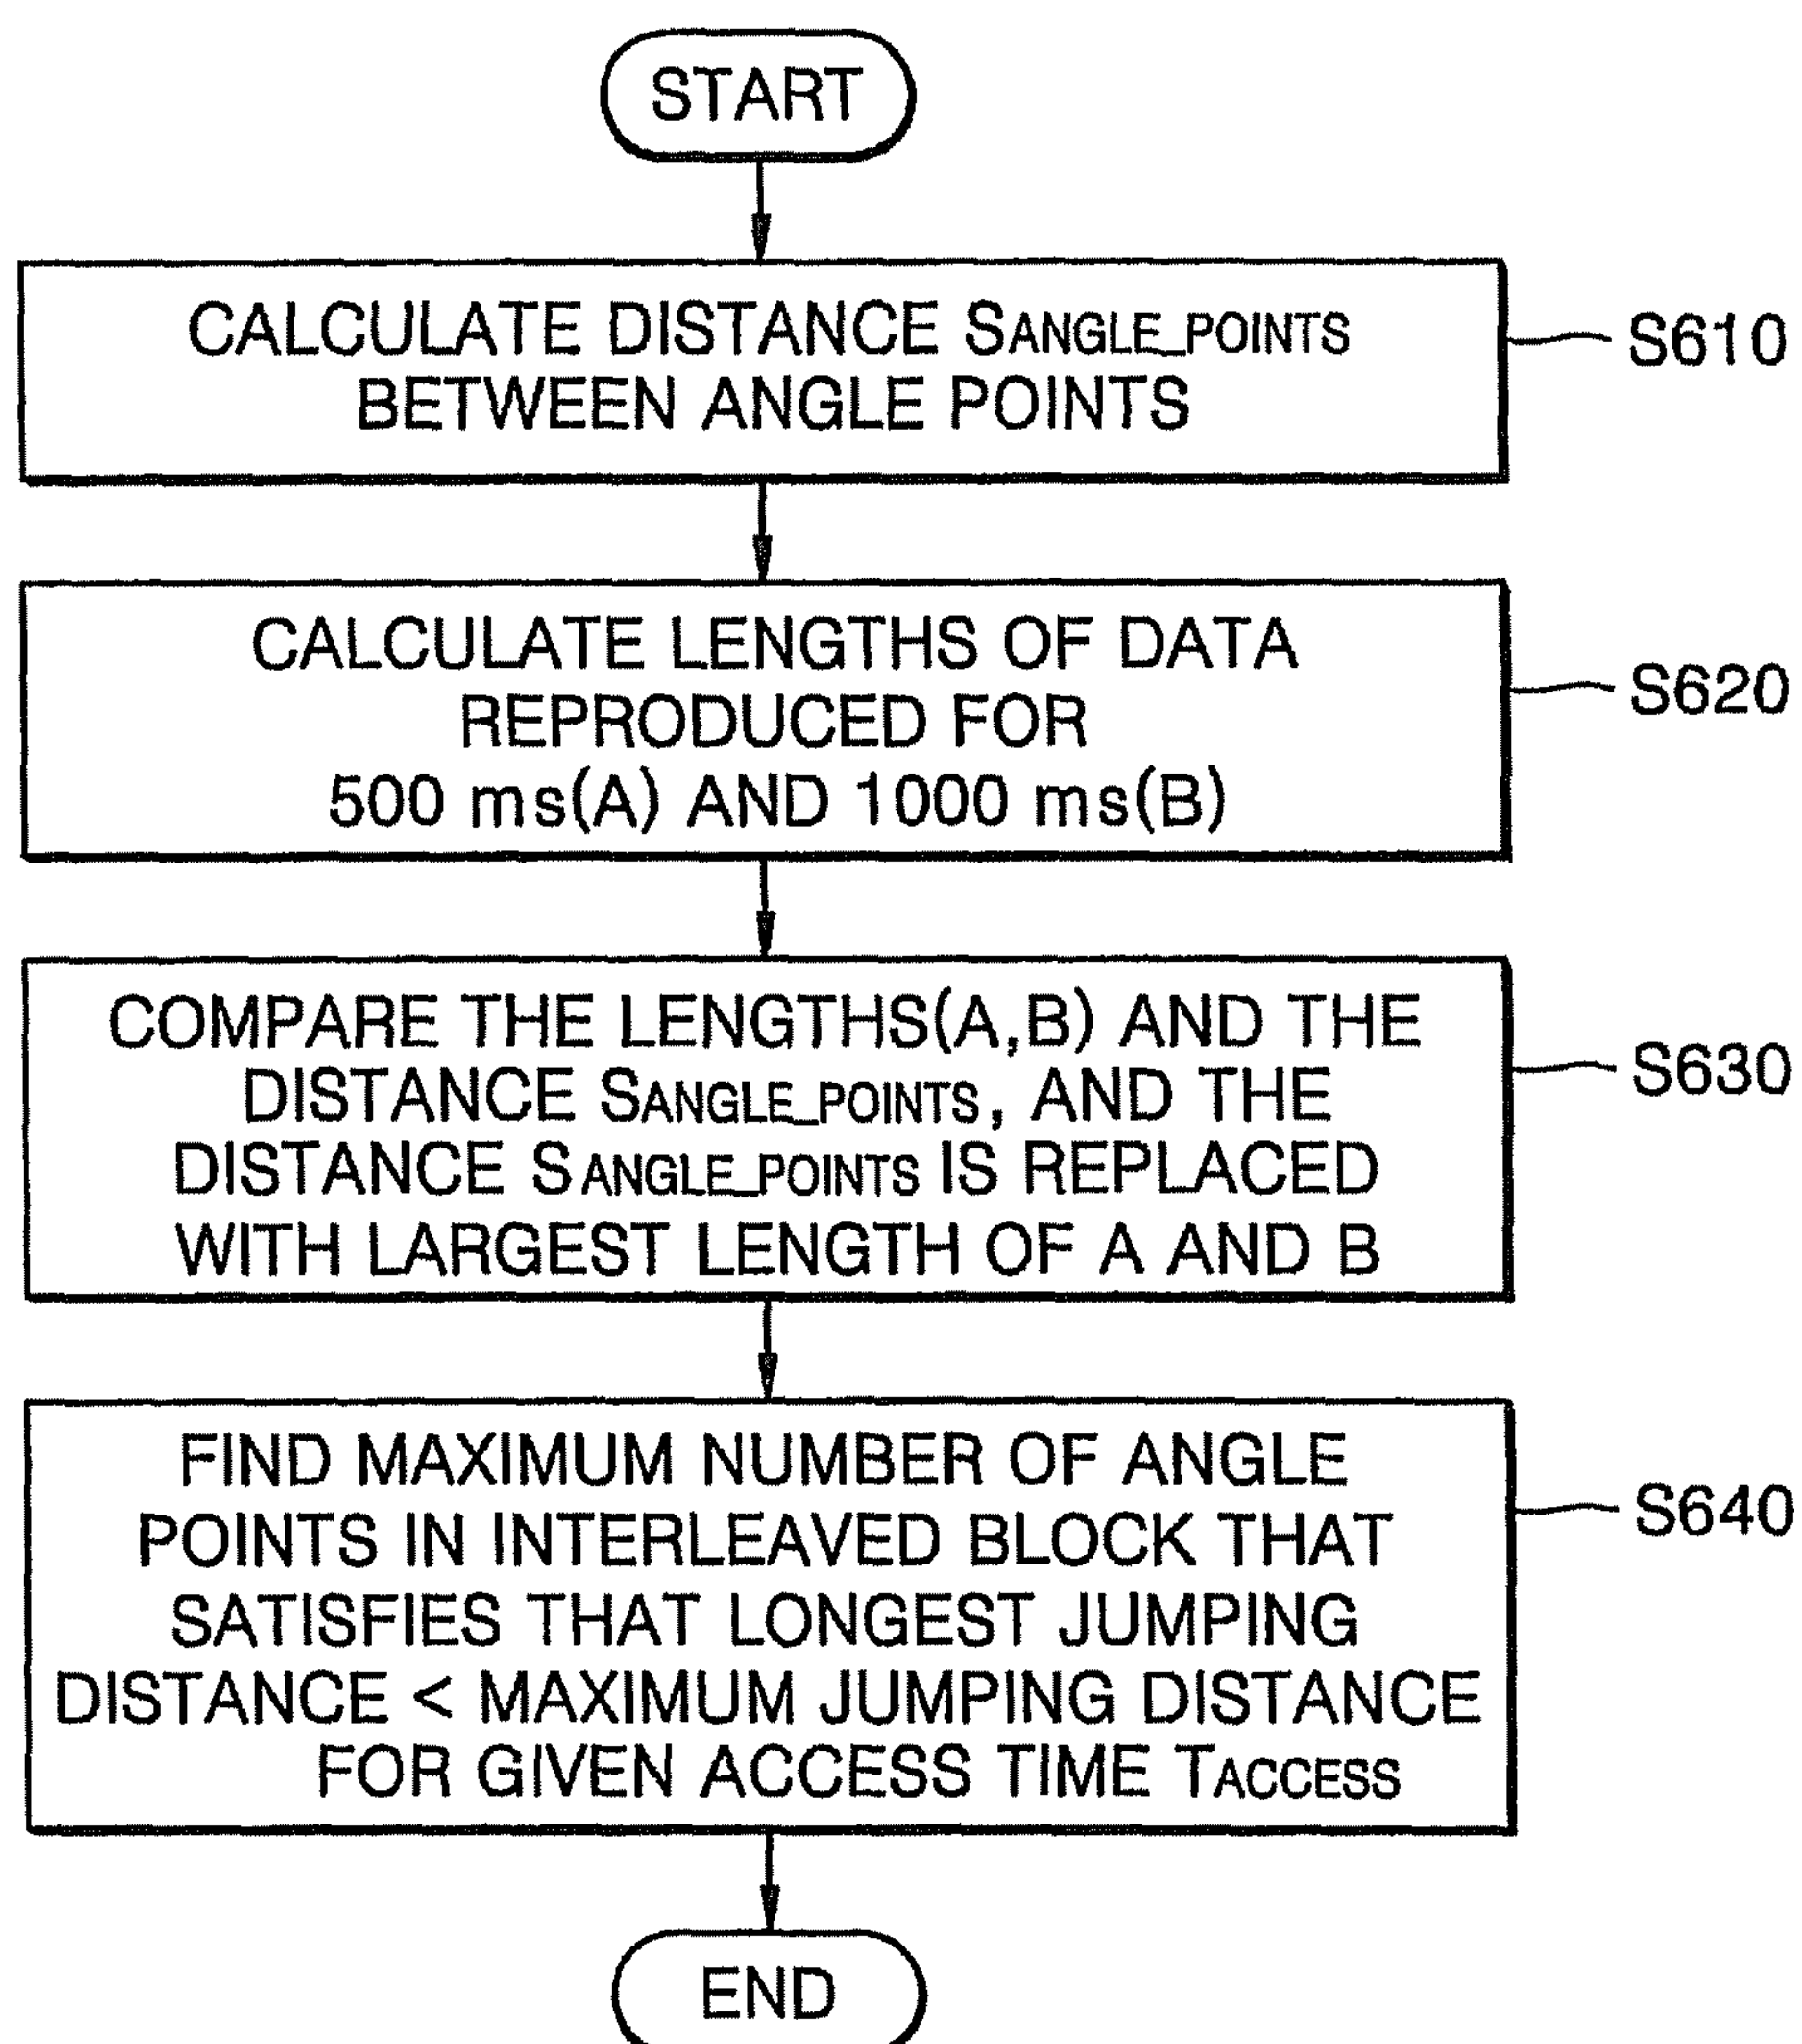 START
CALCULATE DISTANCE SANGLE_POINTS
BETWEEN ANGLE POINTS
S610
CALCULATE LENGTHS OF DATA
REPRODUCED FOR
500 ms(A) AND 1000 ms(B)
S620
COMPARE THE LENGTHS(A,B) AND THE
DISTANCE SANGLE_POINTS, AND THE
DISTANCE SANGLE_POINTS IS REPLACED
WITH LARGEST LENGTH OF A AND B
S630
FIND MAXIMUM NUMBER OF ANGLE
POINTS IN INTERLEAVED BLOCK THAT
SATISFIES THAT LONGEST JUMPING
DISTANCE < MAXIMUM JUMPING DISTANCE
FOR GIVEN ACCESS TIME TACCESS
S640
END